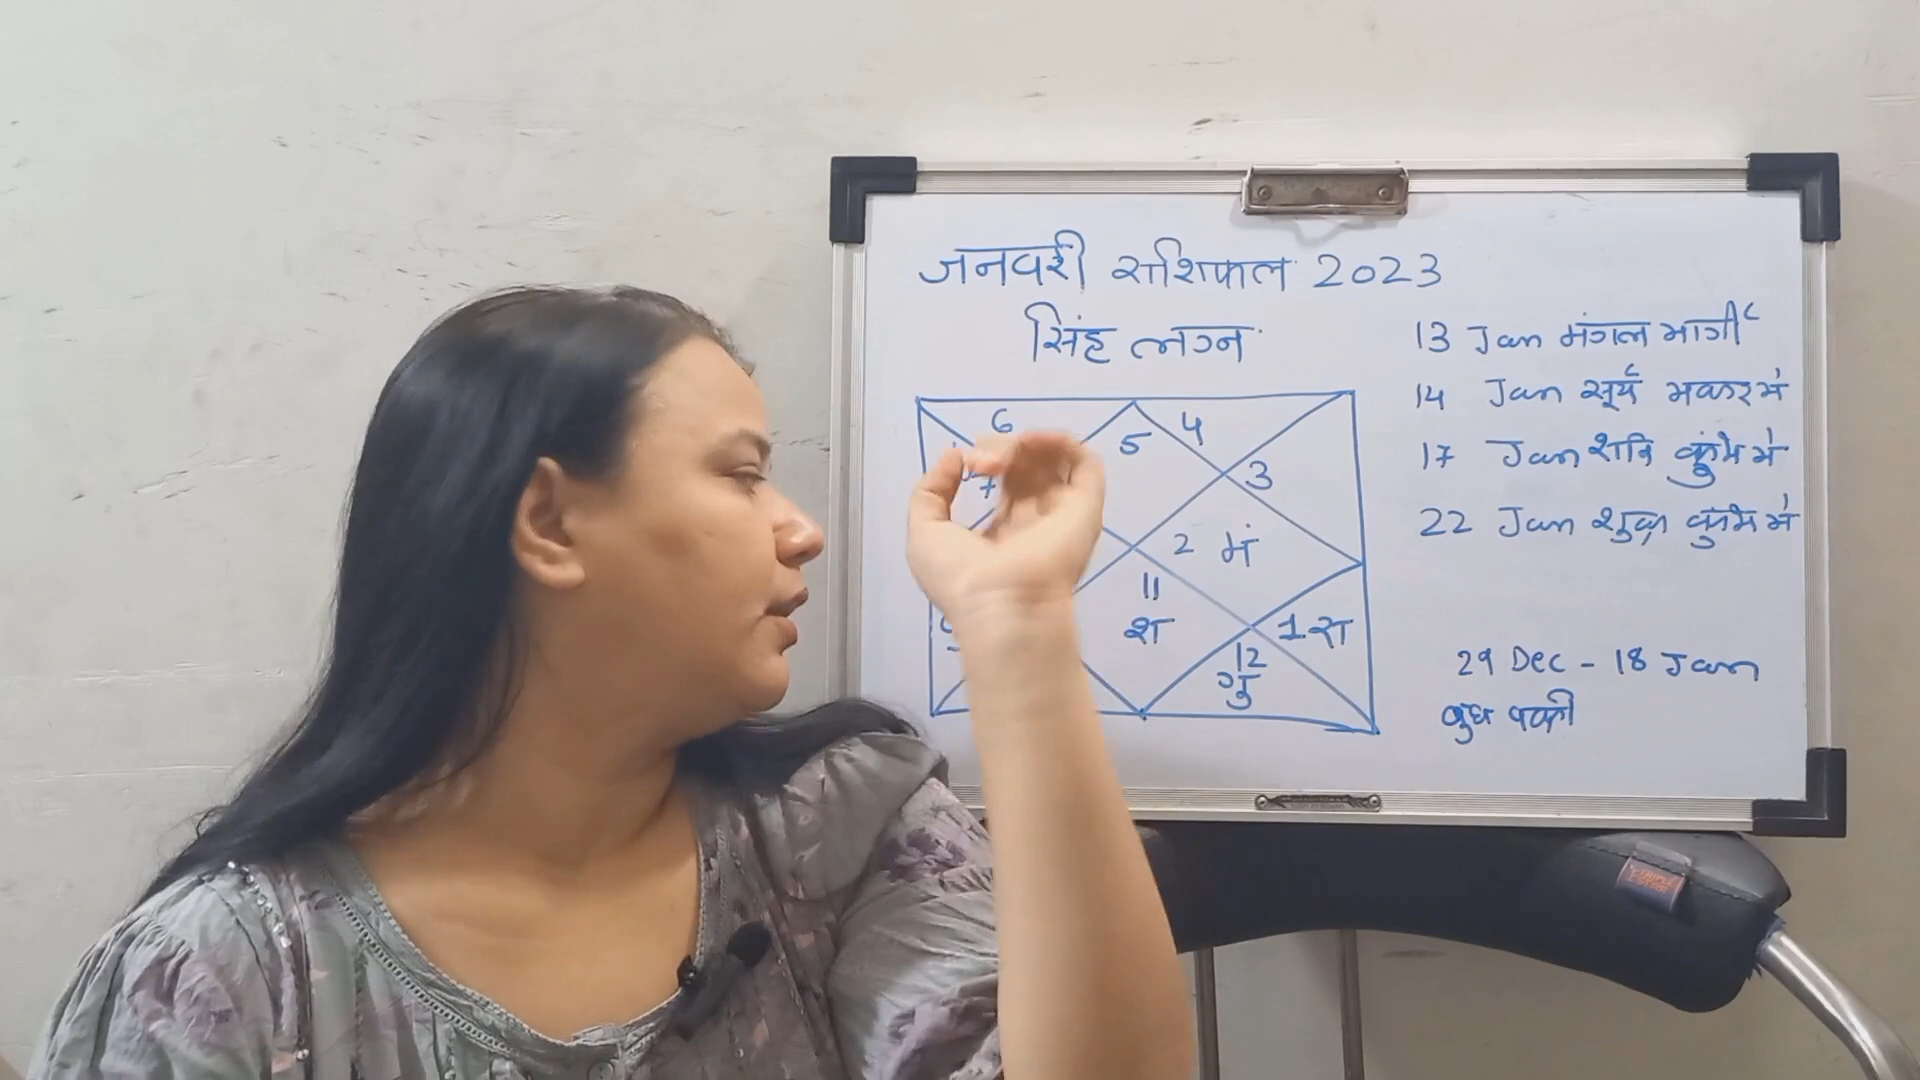 जनवरी राशिफल 2023
सिंह लग्न
13 Jan मंगल मार्गी
14 Jan सूर्य मकर में
17 Jan शनि कुंभ में
22 Jan शुक्र कुंभ में
6
5
4
7
3
2 मं
11
श
1 रा
12
गु
29 Dec - 18 Jan
बुध वक्री